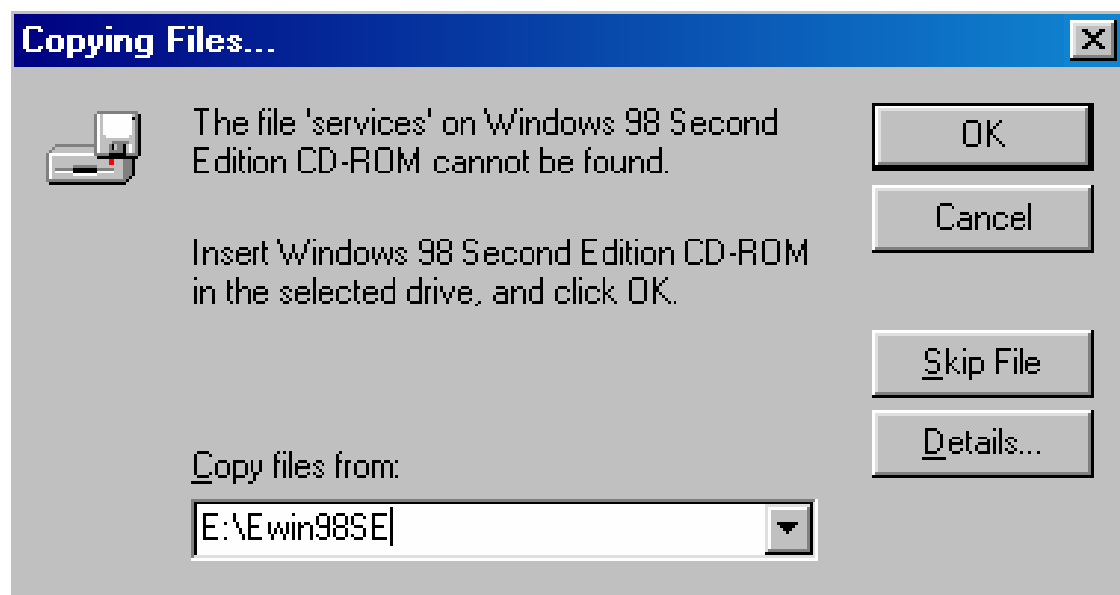 Copying Files...
The file 'services' on Windows 98 Second
Edition CD-ROM cannot be found.
Insert Windows 98 Second Edition CD-ROM
in the selected drive, and click OK.
Copy files from:
E:\Ewin98SE
OK
Cancel
Skip File
Details...